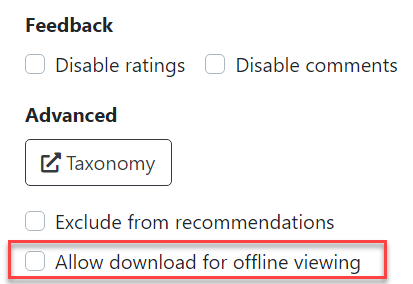 Feedback
Disable ratings Disable comments
Advanced
Taxonomy
Exclude from recommendations
Allow download for offline viewing